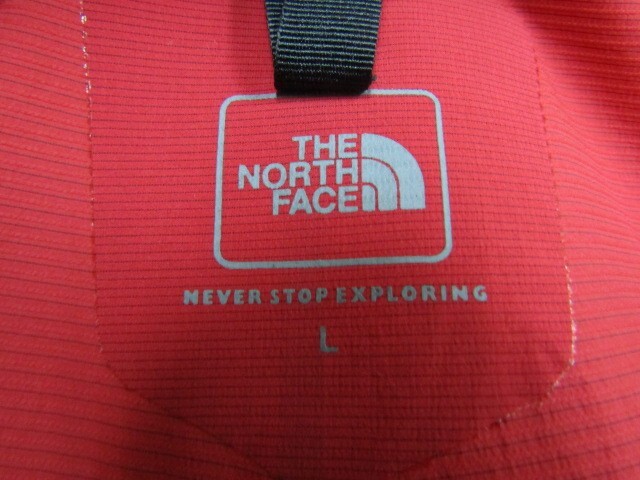 THE
NORTH
FACE
NEVER STOP EXPLORING
L